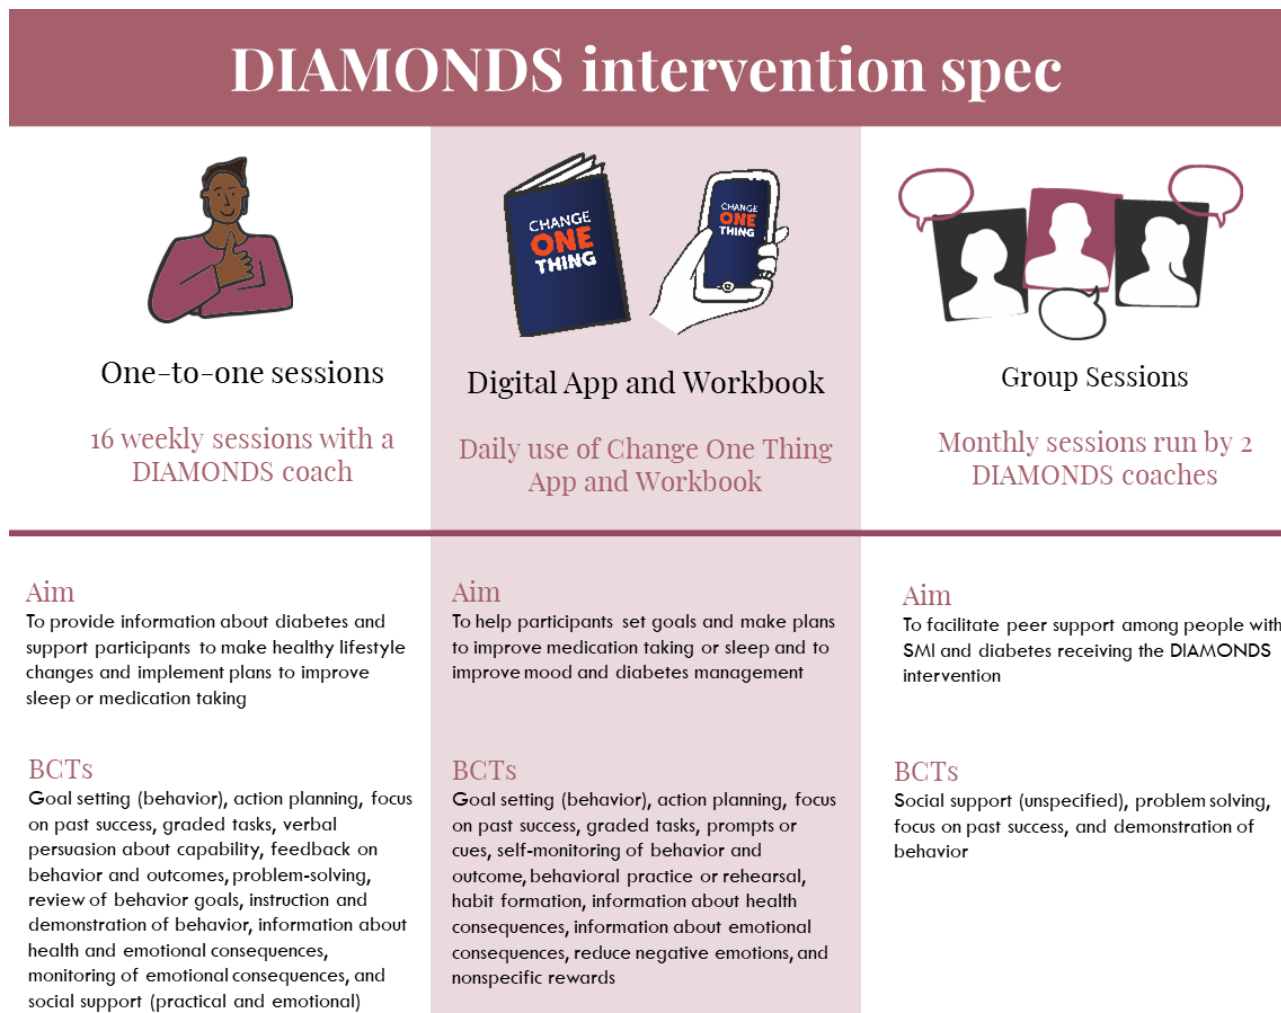 DIAMONDS intervention spec
CHANGE
ONE
THING
CHANGE
ONE
THING
One-to-one sessions
16 weekly sessions with a
DIAMONDS coach
Digital App and Workbook
Daily use of Change One Thing
App and Workbook
Group Sessions
Monthly sessions run by 2
DIAMONDS coaches
Aim
To provide information about diabetes and
support participants to make healthy lifestyle
changes and implement plans to improve
sleep or medication taking
BCTs
Goal setting (behavior), action planning, focus
on past success, graded tasks, verbal
persuasion about capability, feedback on
behavior and outcomes, problem-solving,
review of behavior goals, instruction and
demonstration of behavior, information about
health and emotional consequences,
monitoring of emotional consequences, and
social support (practical and emotional)
Aim
To help participants set goals and make plans
to improve medication taking or sleep and to
improve mood and diabetes management
BCTs
Goal setting (behavior), action planning, focus
on past success, graded tasks, prompts or
cues, self-monitoring of behavior and
outcome, behavioral practice or rehearsal,
habit formation, information about health
consequences, information about emotional
consequences, reduce negative emotions, and
nonspecific rewards
Aim
To facilitate peer support among people with
SMI and diabetes receiving the DIAMONDS
intervention
BCTs
Social support (unspecified), problem solving,
focus on past success, and demonstration of
behavior